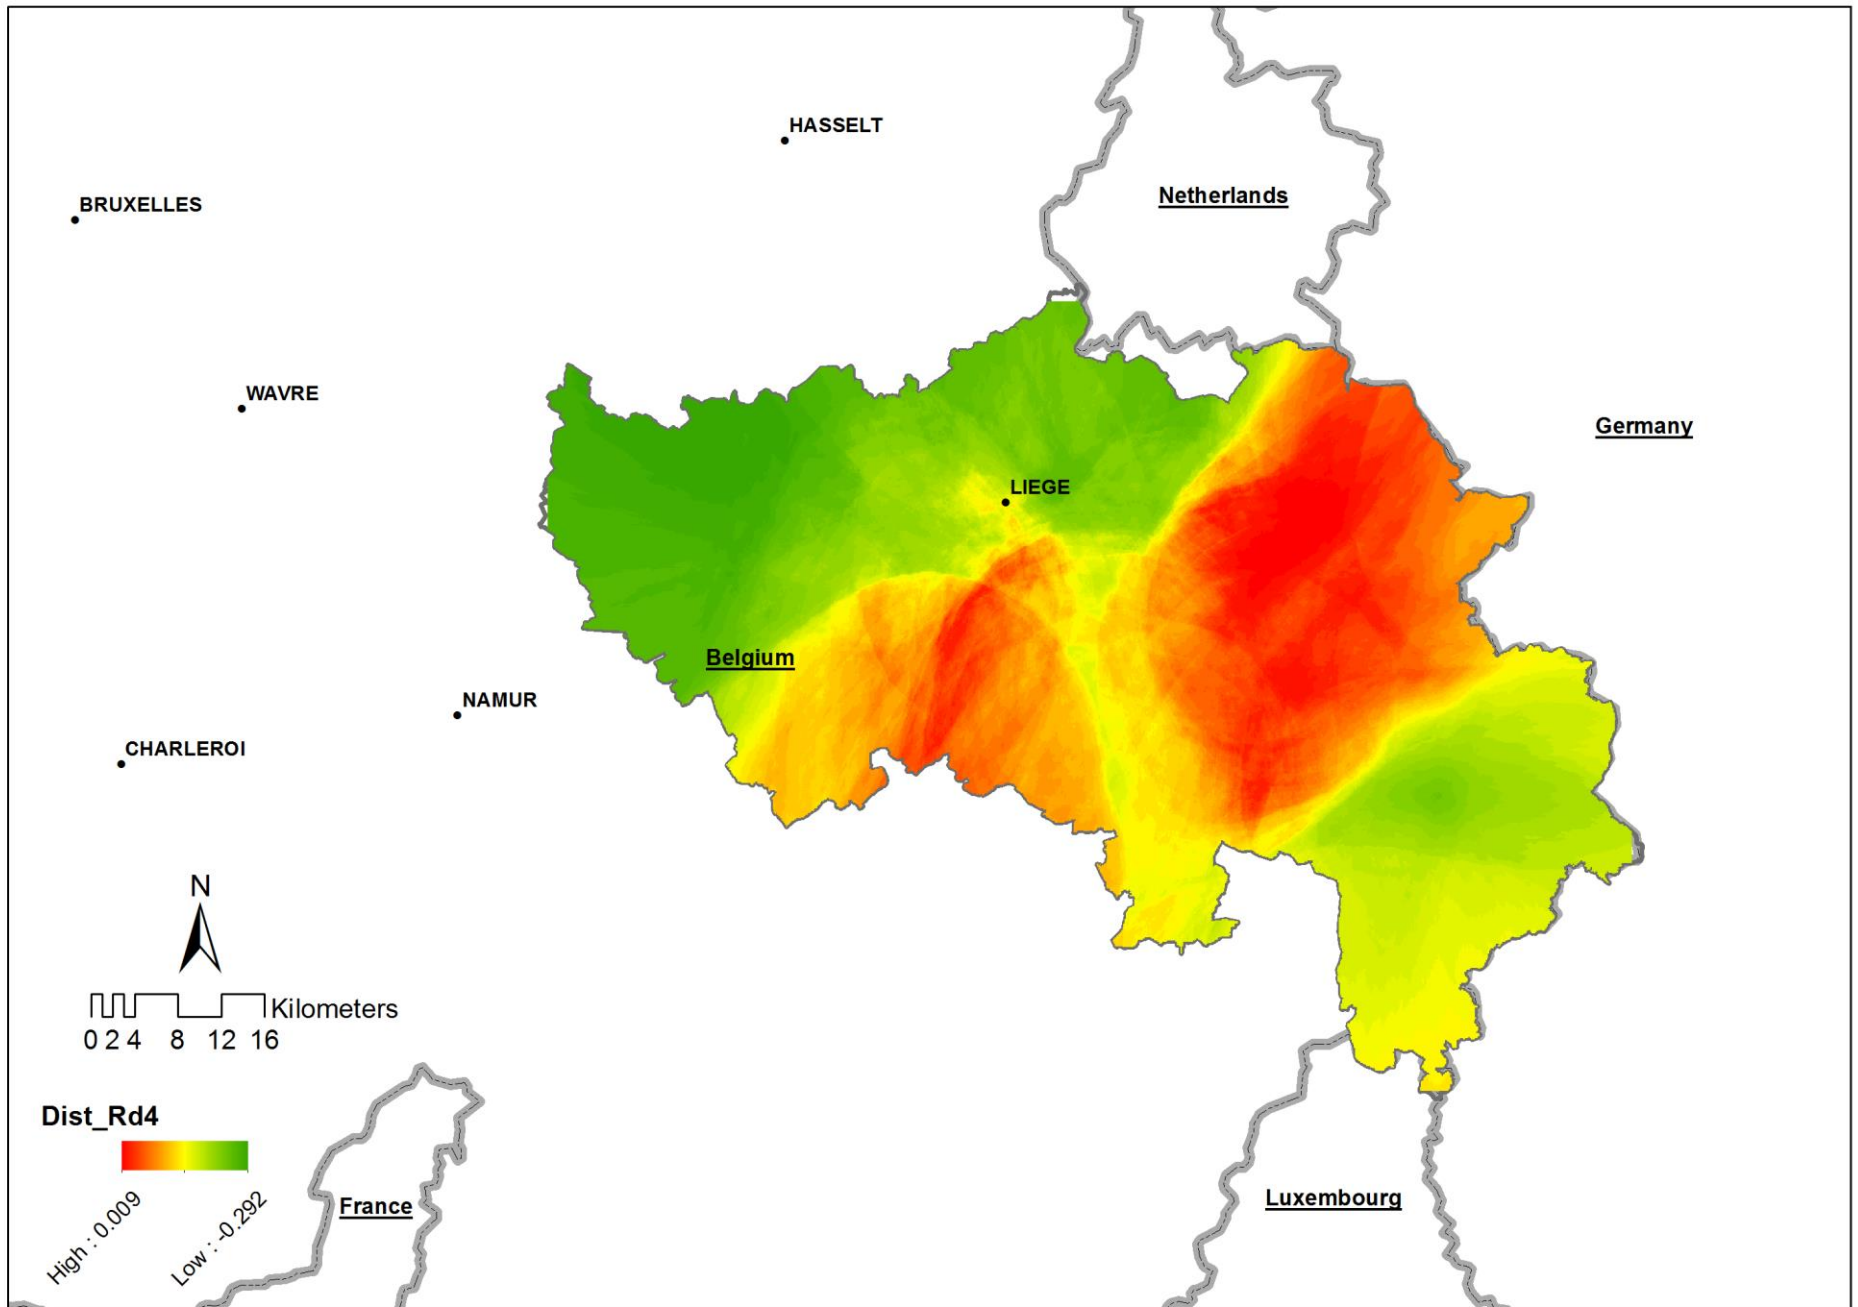 HASSELT
Netherlands
BRUXELLES
WAVRE
Germany
LIEGE
Belgium
NAMUR
CHARLEROI
N
Kilometers
0 2 4 8 12 16
Dist_Rd4
High : 0.009
Low : -0.292
France
Luxembourg